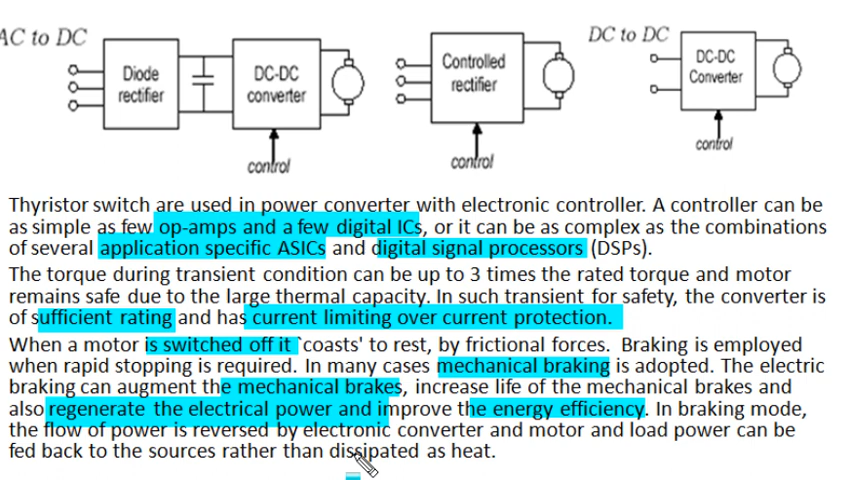 AC to DC
Diode
rectifier
DC-DC
converter
control
Controlled
rectifier
control
DC to DC
DC-DC
Converter
control
Thyristor switch are used in power converter with electronic controller. A controller can be
as simple as few op-amps and a few digital ICs, or it can be as complex as the combinations
of several application specific ASICs and digital signal processors (DSPs).
The torque during transient condition can be up to 3 times the rated torque and motor
remains safe due to the large thermal capacity. In such transient for safety, the converter is
of sufficient rating and has current limiting over current protection.
When a motor is switched off it `coasts' to rest, by frictional forces. Braking is employed
when rapid stopping is required. In many cases mechanical braking is adopted. The electric
braking can augment the mechanical brakes, increase life of the mechanical brakes and
also regenerate the electrical power and improve the energy efficiency. In braking mode,
the flow of power is reversed by electronic converter and motor and load power can be
fed back to the sources rather than dissipated as heat.